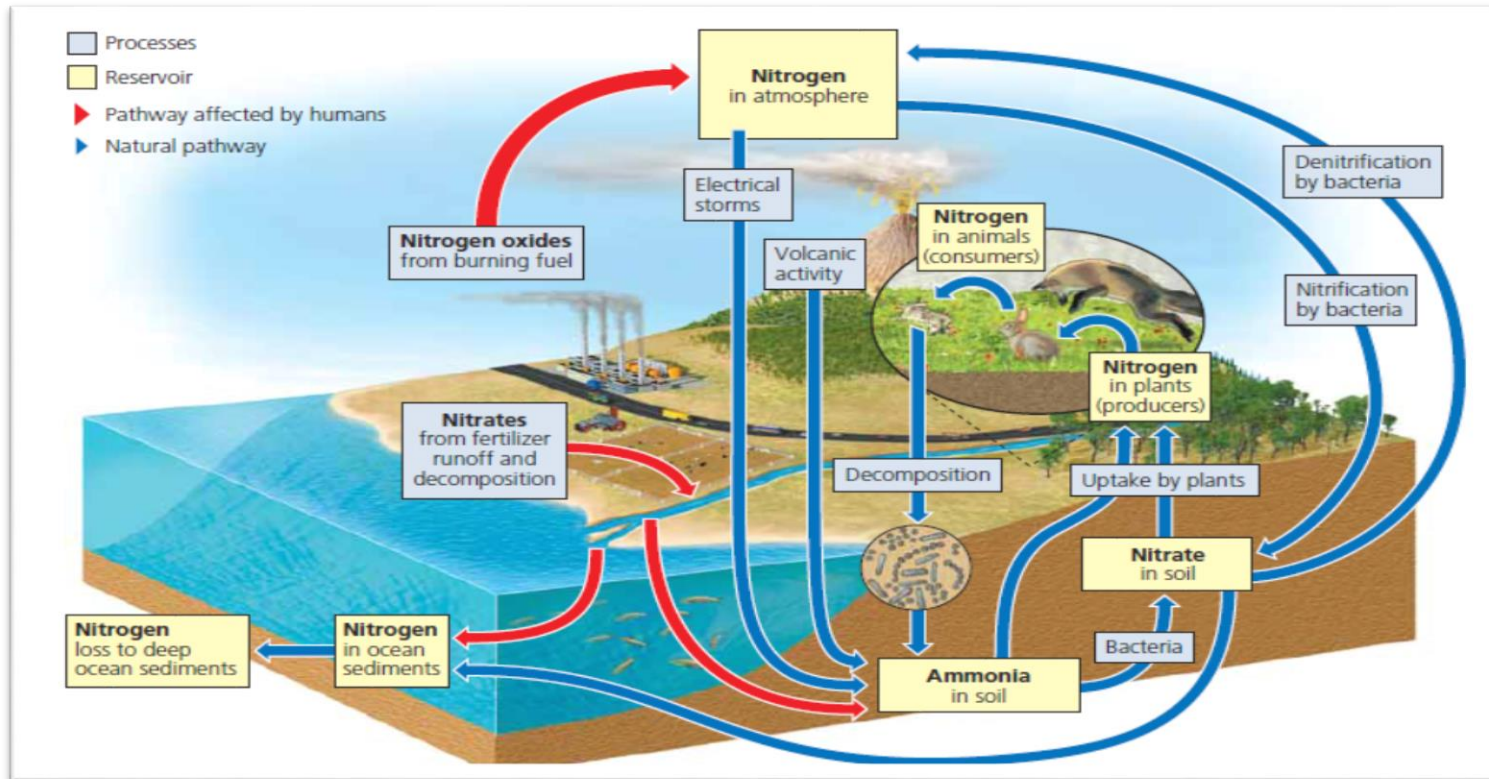 Processes
Reservoir
Pathway affected by humans
Natural pathway
Nitrogen
in atmosphere
Denitrification
by bacteria
Electrical
storms
Nitrogen
in animals
(consumers)
Nitrogen oxides
from burning fuel
Volcanic
activity
Nitrification
by bacteria
Nitrogen
in plants
(producers)
Nitrates
from fertilizer
runoff and
decomposition
Decomposition
Uptake by plants
Nitrate
in soil
Nitrogen
loss to deep
ocean sediments
Nitrogen
in ocean
sediments
Bacteria
Ammonia
in soil